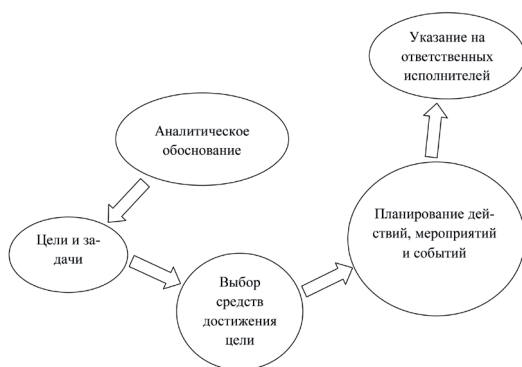 Указание на
ответственных
исполнителей
Аналитическое
обоснование
Планирование дей-
ствий, мероприятий
и событий
Цели и за-
дачи
Выбор
средств
достижения
цели